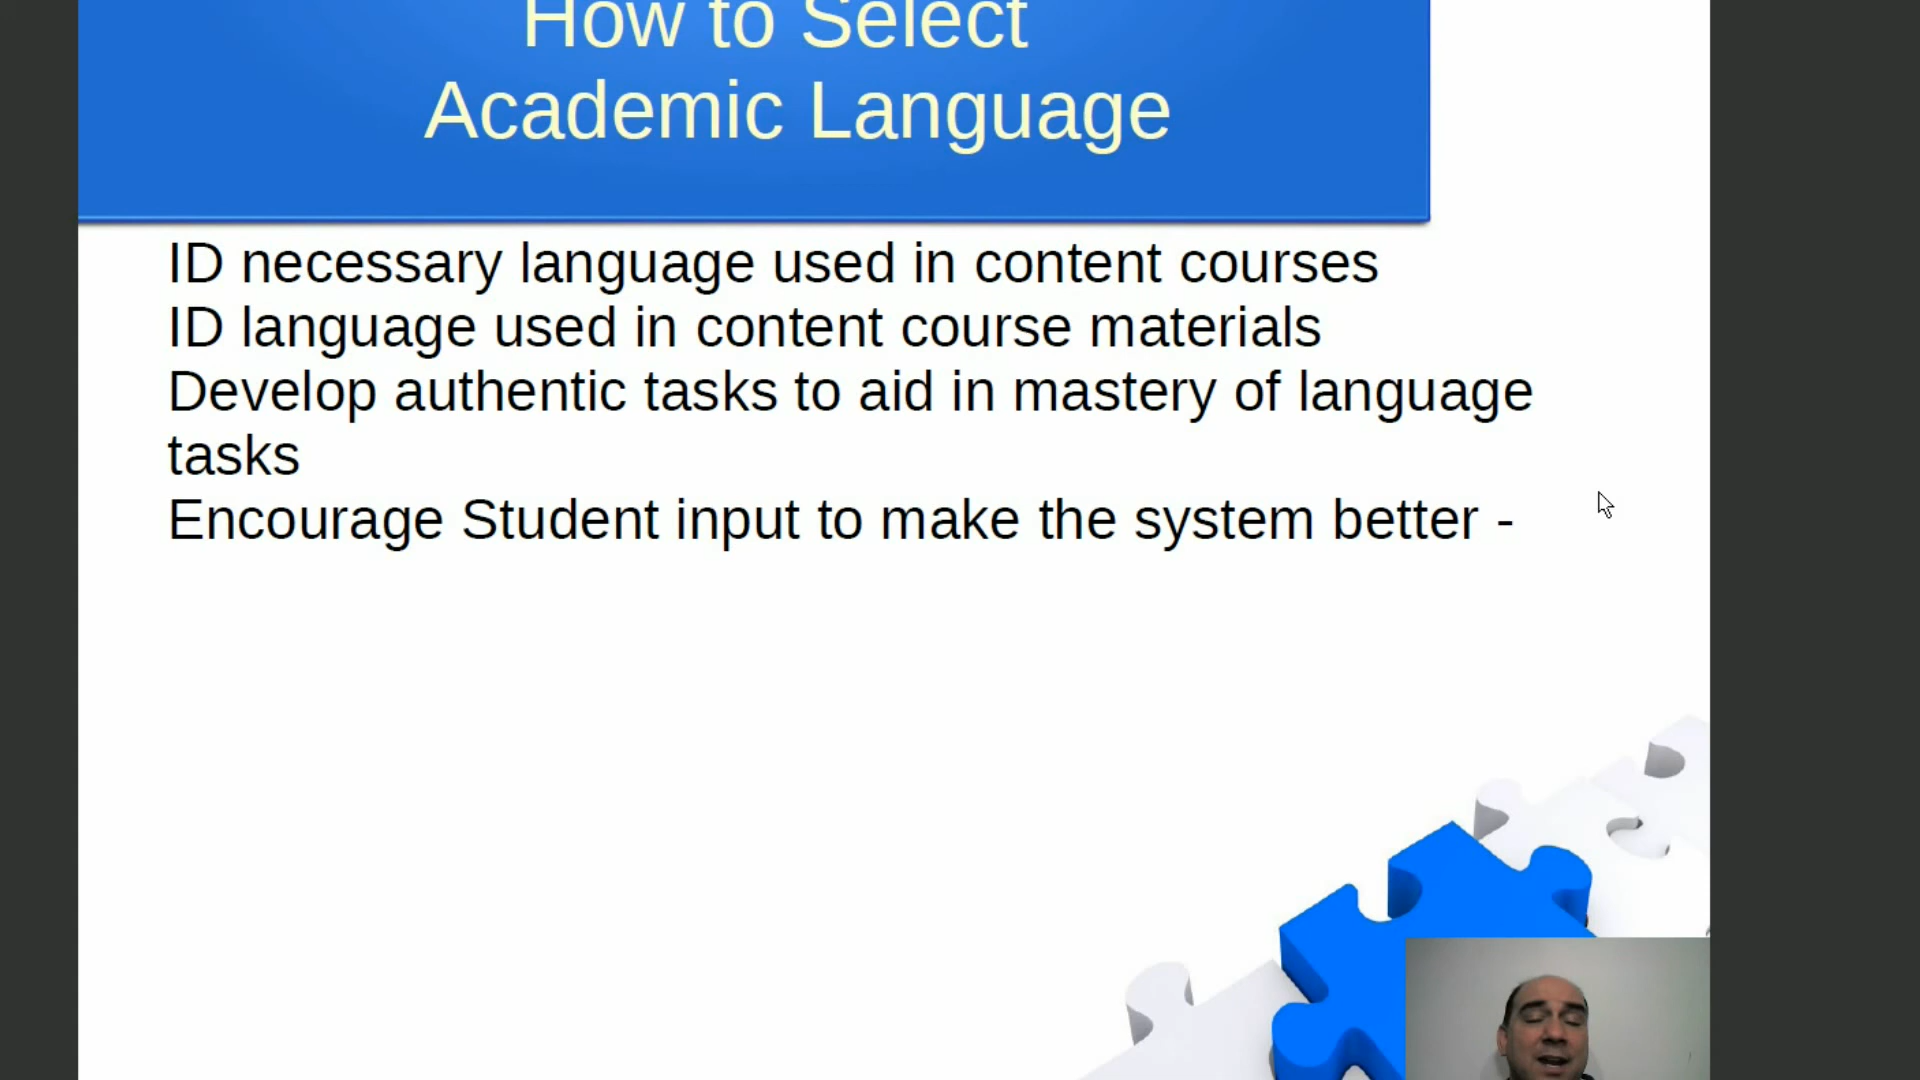 How to Select
Academic Language
ID necessary language used in content courses
ID language used in content course materials
Develop authentic tasks to aid in mastery of language
tasks
Encourage Student input to make the system better -